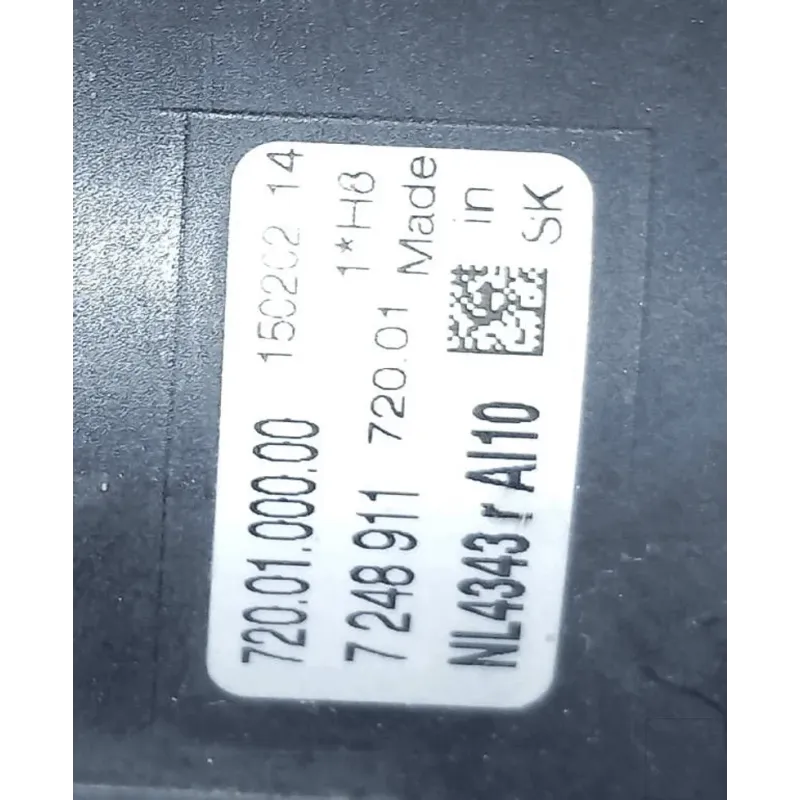 720.01.000.00 150202 14
7 248 911 1*H8
720.01 Made
NL4343 r AI10 in
SK